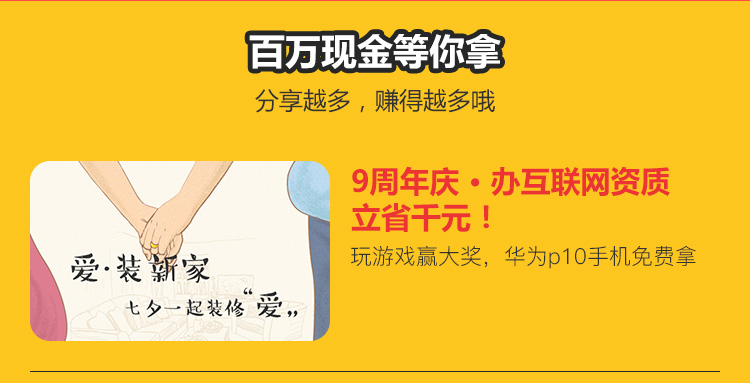 百万现金等你拿
分享越多，赚得越多哦
9周年庆·办互联网资质
立省千元！
玩游戏赢大奖，华为p10手机免费拿
爱·装新家
七夕一起装修“爱”